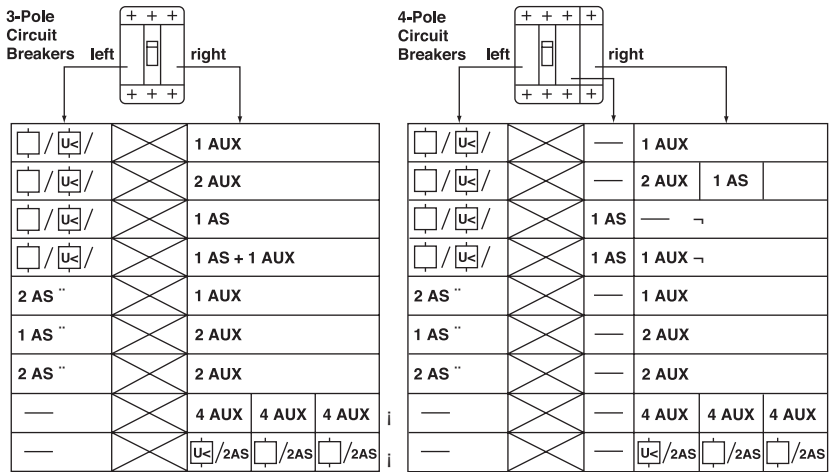 3-Pole
Circuit
Breakers left right
+ + +
+ + +
/ U< / 1 AUX
/ U< / 2 AUX
/ U< / 1 AS
/ U< / 1 AS + 1 AUX
2 AS ¨ 1 AUX
1 AS ¨ 2 AUX
2 AS ¨ 2 AUX
— 4 AUX 4 AUX 4 AUX ¡
— U< /2AS /2AS /2AS ¡
4-Pole
Circuit
Breakers left right
+ + + +
+ + + +
/ U< / — 1 AUX
/ U< / — 2 AUX 1 AS
/ U< / 1 AS — ¬
/ U< / 1 AS 1 AUX ¬
2 AS ¨ — 1 AUX
1 AS ¨ — 2 AUX
2 AS ¨ — 2 AUX
— — 4 AUX 4 AUX 4 AUX
— — U< /2AS /2AS /2AS